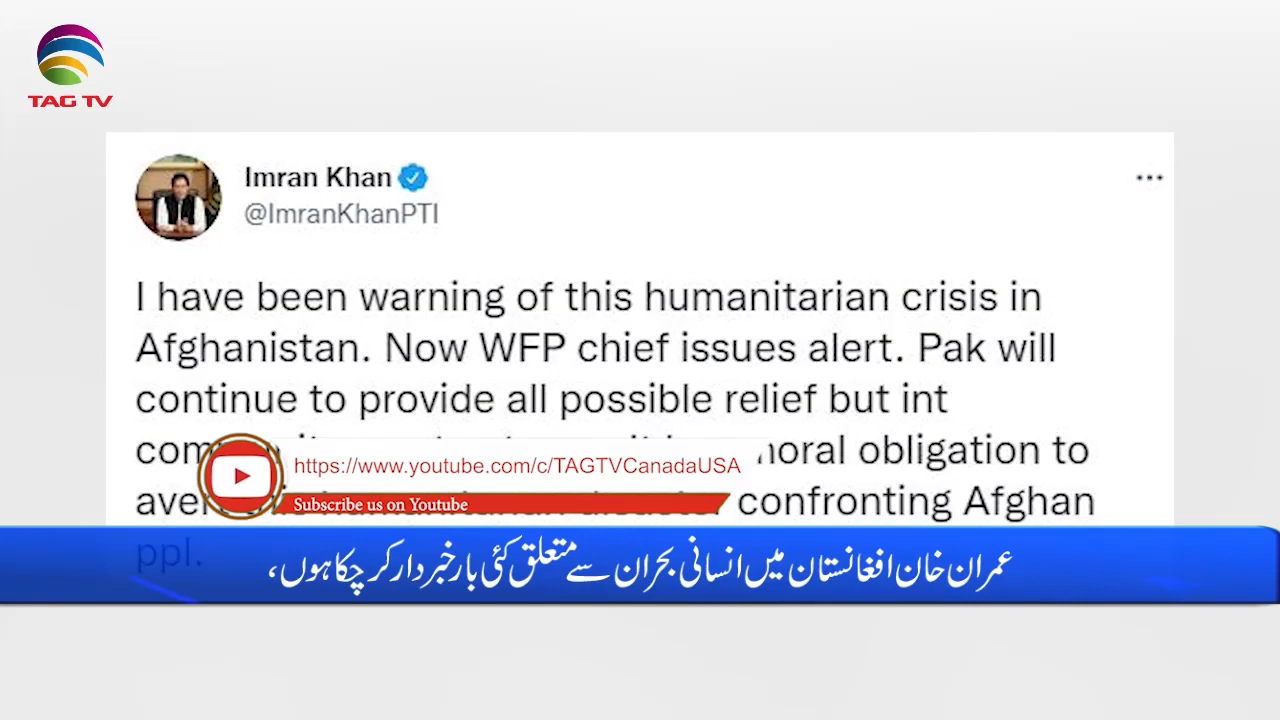 TAG TV
Imran Khan
@ImranKhanPTI
I have been warning of this humanitarian crisis in
Afghanistan. Now WFP chief issues alert. Pak will
continue to provide all possible relief but int
moral obligation to
https://www.youtube.com/c/TAGTVCanadaUSA
confronting Afghan
Subscribe us on Youtube
ppl.
عمران خان افغانستان میں انسانی بحران سے متعلق کئی بار خبردار کر چکا ہوں،